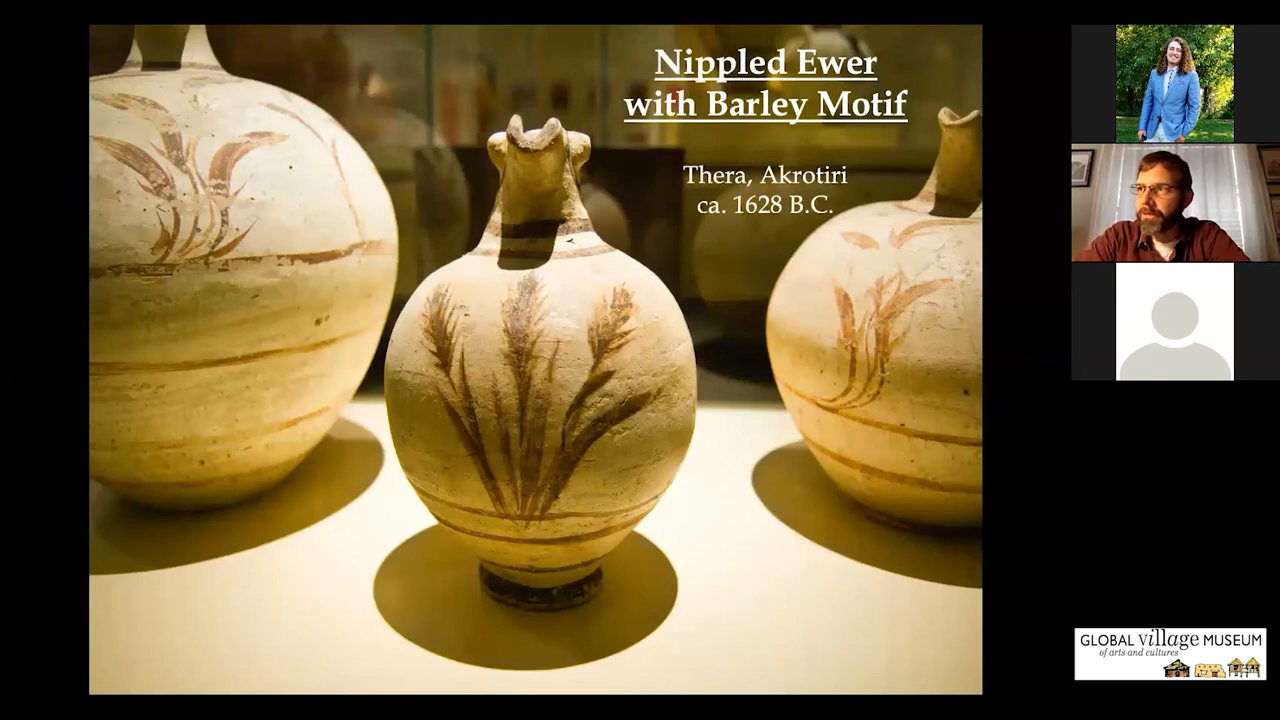 Nippled Ewer
with Barley Motif
Thera, Akrotiri
ca. 1628 B.C.
GLOBAL village MUSEUM
of arts and cultures